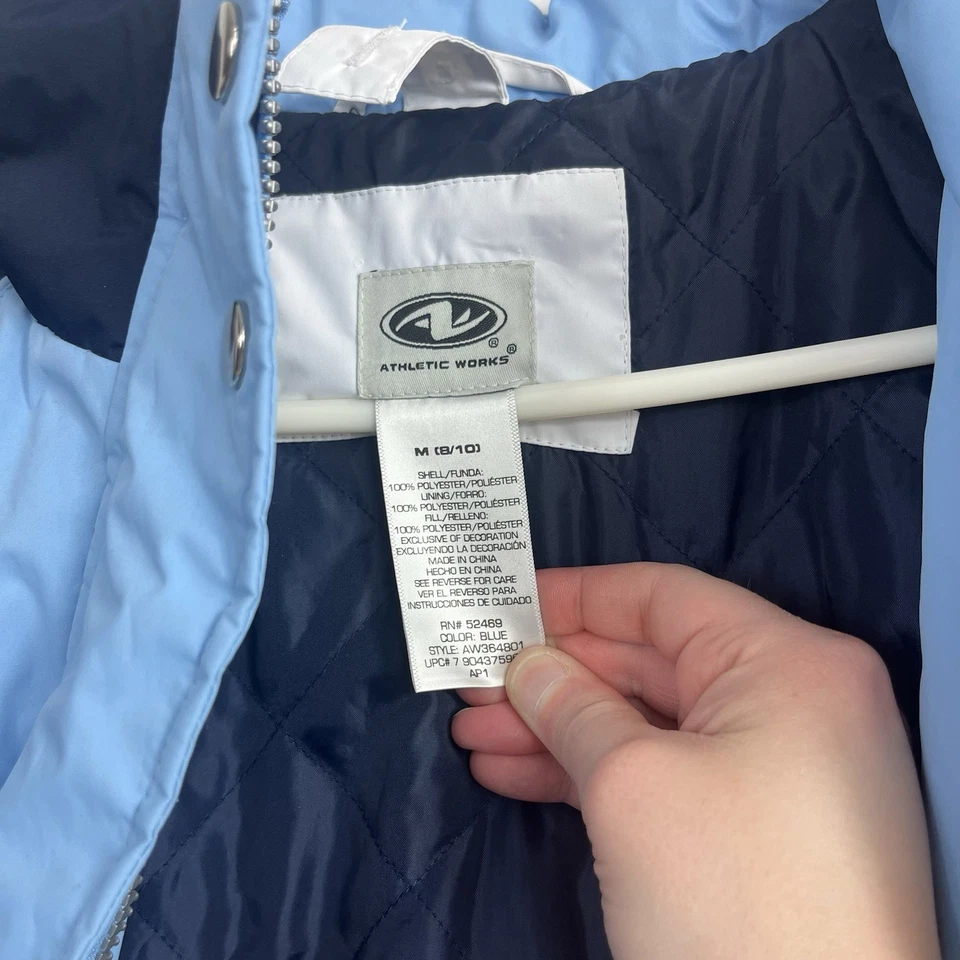 ® ®
ATHLETIC WORKS
M (8/10)
SHELL/FUNDA:
100% POLYESTER/POLIÉSTER
LINING/FORRO:
100% POLYESTER/POLIÉSTER
FILL/RELLENO:
100% POLYESTER/POLIÉSTER
EXCLUSIVE OF DECORATION
EXCLUYENDO LA DECORACIÓN
MADE IN CHINA
HECHO EN CHINA
SEE REVERSE FOR CARE
VER EL REVERSO PARA
INSTRUCCIONES DE CUIDADO
RN# 52469
COLOR: BLUE
STYLE: AW364801
UPC# 7
AP1